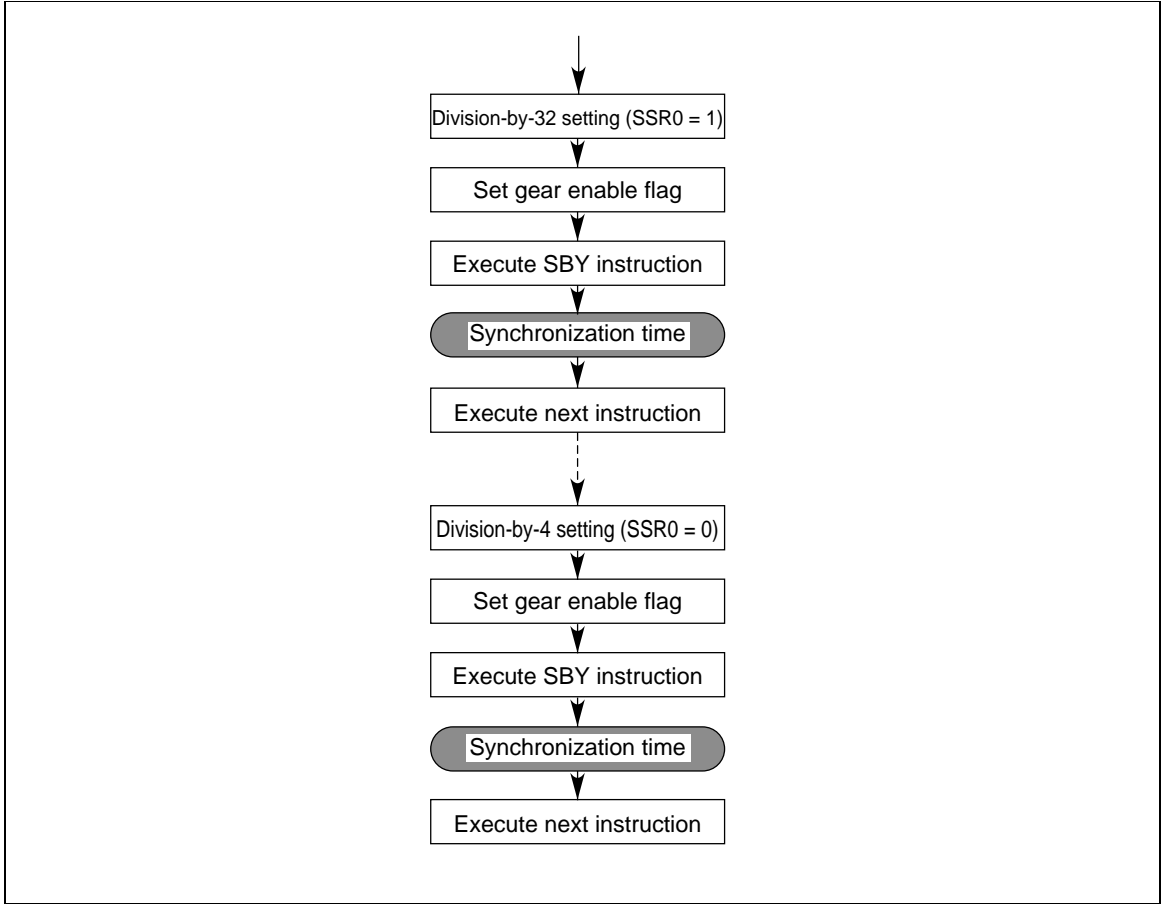 Division-by-32 setting (SSR0 = 1)
Set gear enable flag
Execute SBY instruction
Synchronization time
Execute next instruction
Division-by-4 setting (SSR0 = 0)
Set gear enable flag
Execute SBY instruction
Synchronization time
Execute next instruction